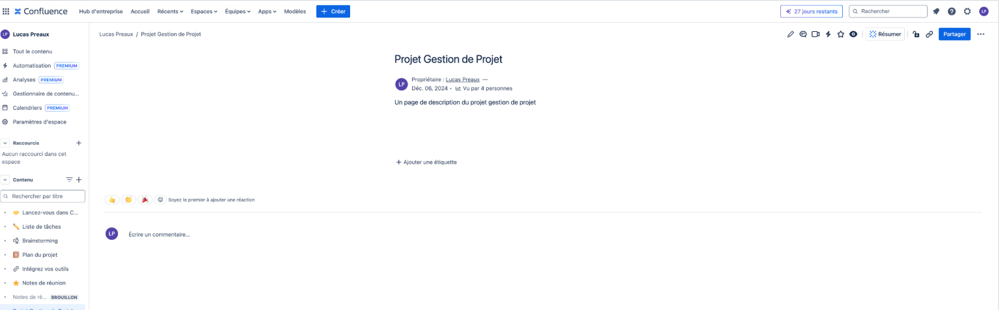 Confluence Hub d'entreprise Accueil Récents Espaces Équipes Apps Modèles + Créer 27 jours restants Rechercher LP
LP Lucas Preaux
Tout le contenu
Automatisation PREMIUM
Analyses PREMIUM
Gestionnaire de contenu...
Calendriers PREMIUM
Paramètres d'espace
Raccourcis
Aucun raccourci dans cet
espace
Contenu
Rechercher par titre
Lancez-vous dans C...
Liste de tâches
Brainstorming
Plan du projet
Intégrez vos outils
Notes de réunion
Notes de ré... BROUILLON
Lucas Preaux / Projet Gestion de Projet
Résumer Partager
Projet Gestion de Projet
LP Propriétaire : Lucas Preaux ...
Déc. 06, 2024 • Vu par 4 personnes
Un page de description du projet gestion de projet
+ Ajouter une étiquette
Soyez le premier à ajouter une réaction
LP Écrire un commentaire...